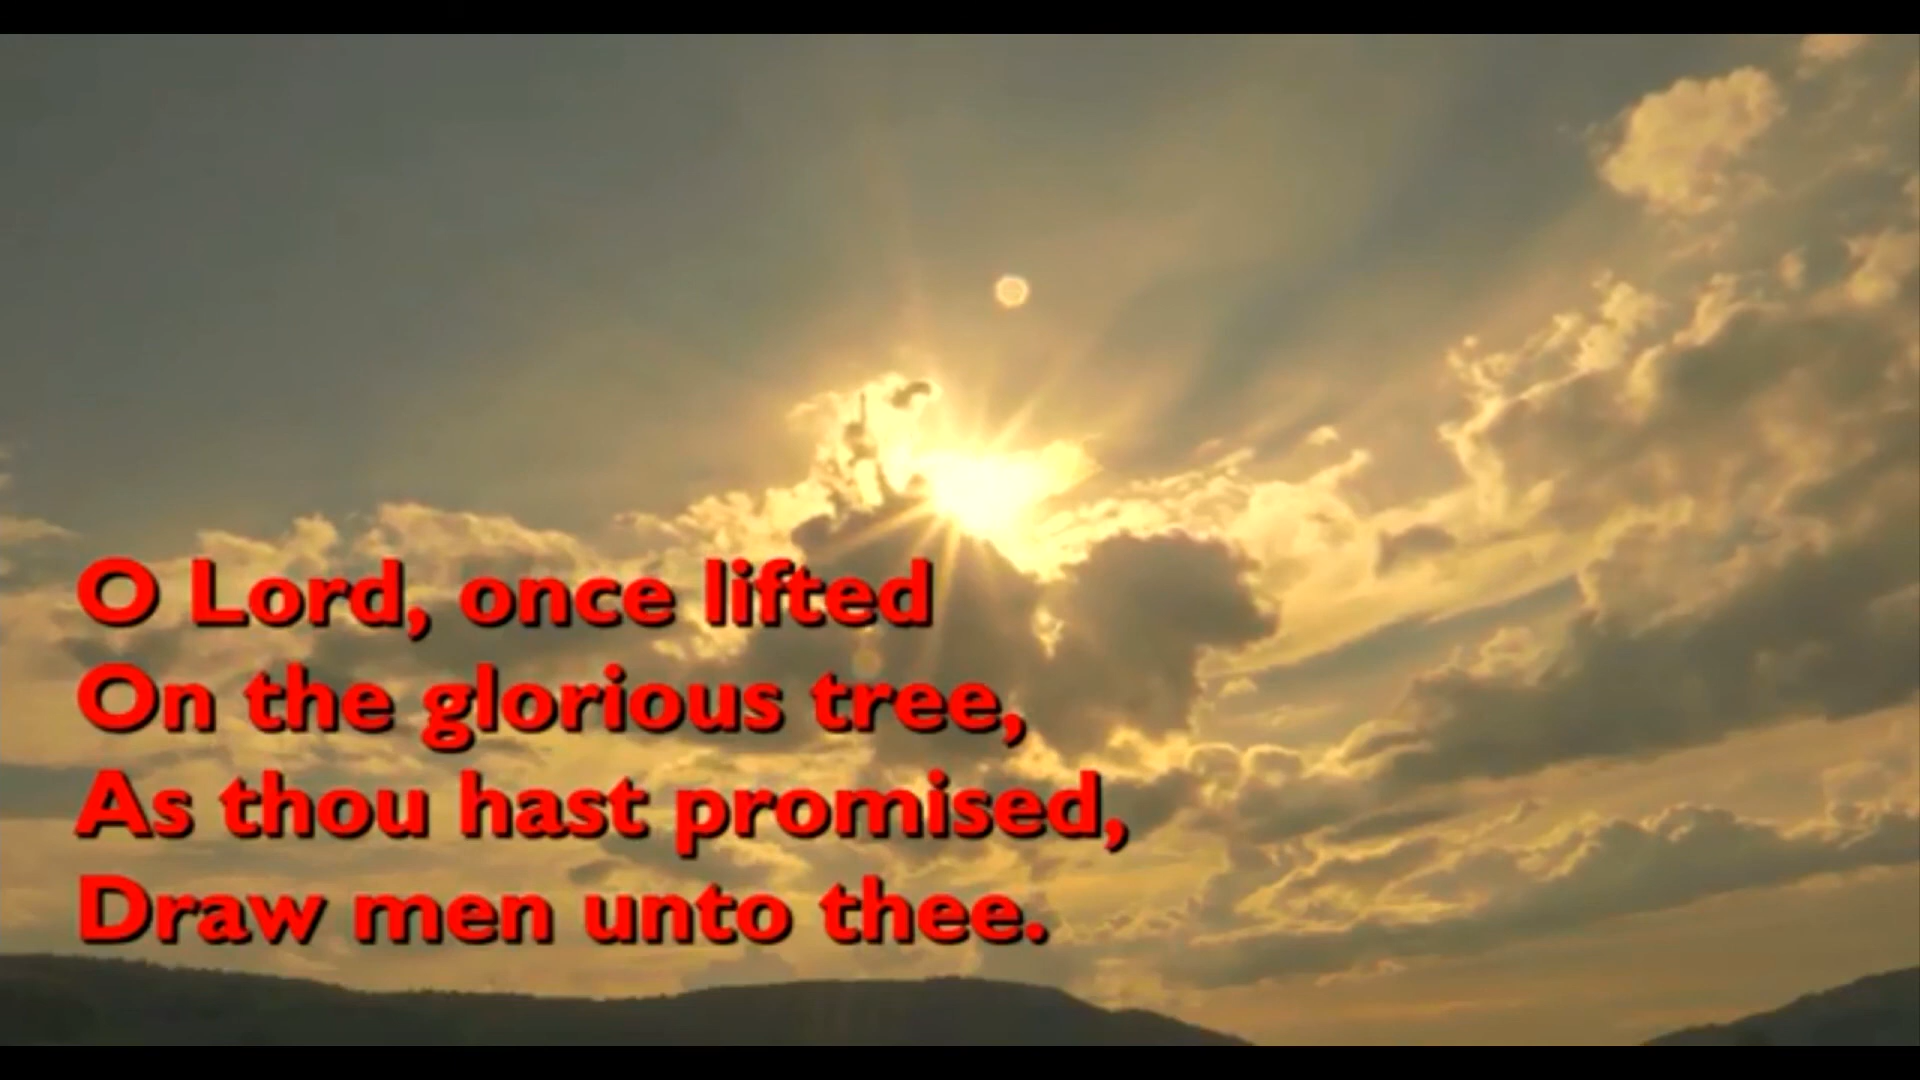 O Lord, once lifted
On the glorious tree,
As thou hast promised,
Draw men unto thee.